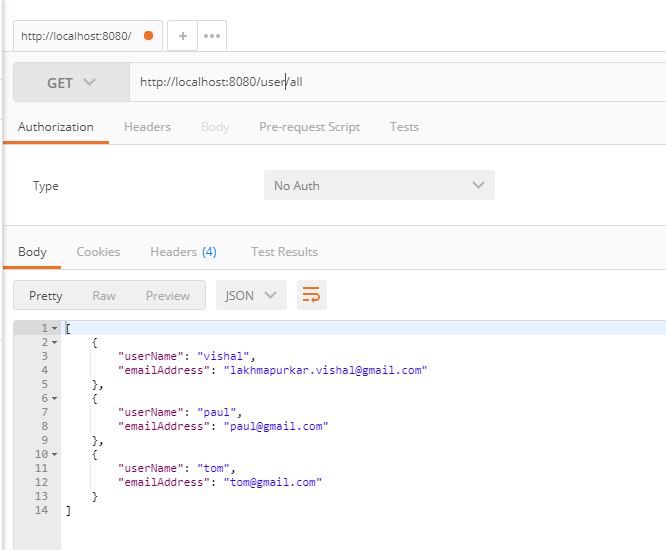 http://localhost:8080/ + •••
GET http://localhost:8080/user/all
Authorization Headers Body Pre-request Script Tests
Type No Auth
Body Cookies Headers (4) Test Results
Pretty Raw Preview JSON
1 [
2 {
3 "userName": "vishal",
4 "emailAddress": "lakhmapurkar.vishal@gmail.com"
5 },
6 {
7 "userName": "paul",
8 "emailAddress": "paul@gmail.com"
9 },
10 {
11 "userName": "tom",
12 "emailAddress": "tom@gmail.com"
13 }
14 ]